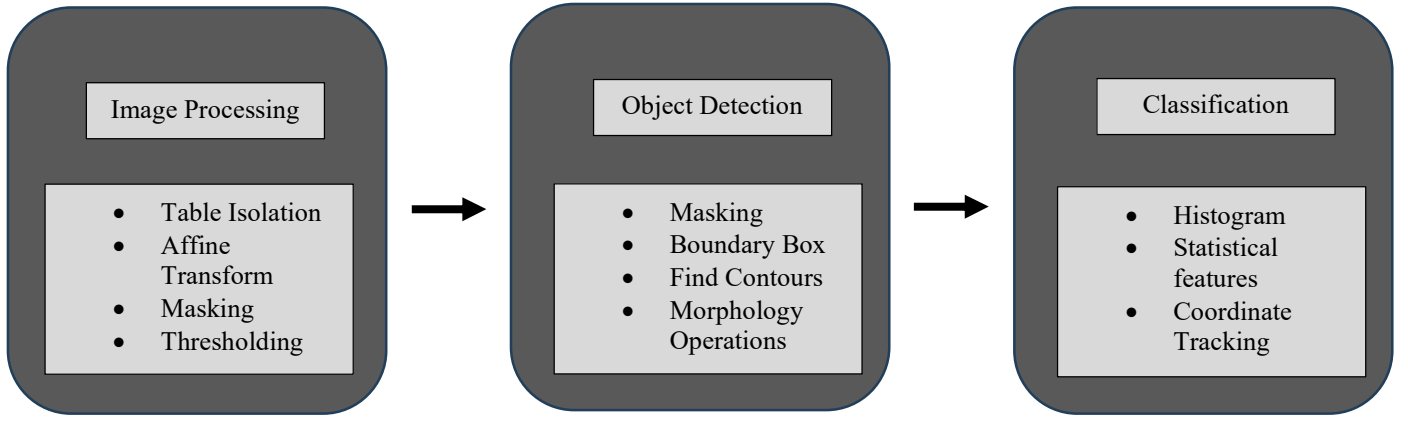 Image Processing
• Table Isolation
• Affine
Transform
• Masking
• Thresholding
Object Detection
• Masking
• Boundary Box
• Find Contours
• Morphology
Operations
Classification
• Histogram
• Statistical
features
• Coordinate
Tracking